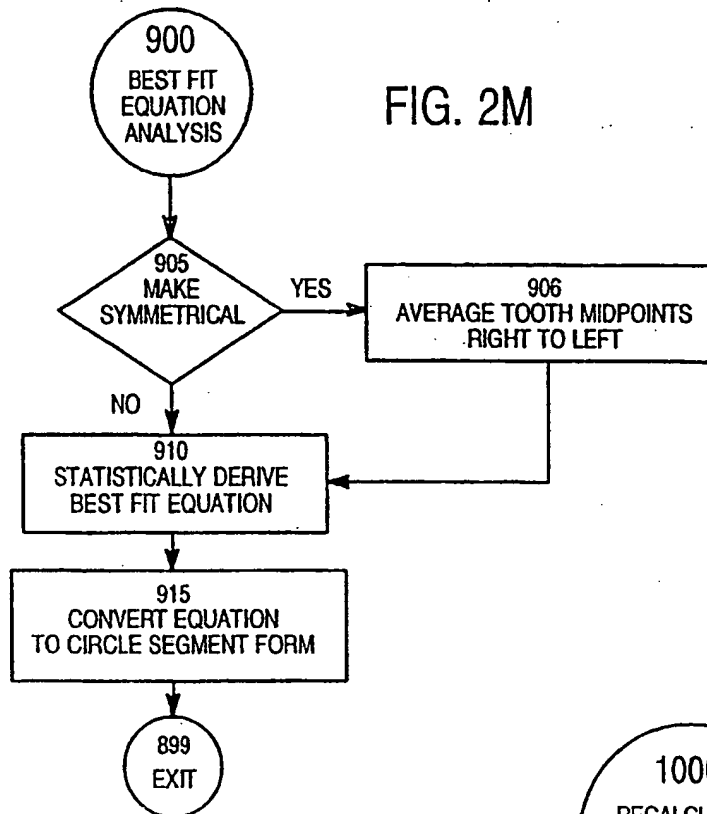 900
BEST FIT
EQUATION
ANALYSIS
FIG. 2M
905
MAKE
SYMMETRICAL
YES
906
AVERAGE TOOTH MIDPOINTS
RIGHT TO LEFT
NO
910
STATISTICALLY DERIVE
BEST FIT EQUATION
915
CONVERT EQUATION
TO CIRCLE SEGMENT FORM
899
EXIT